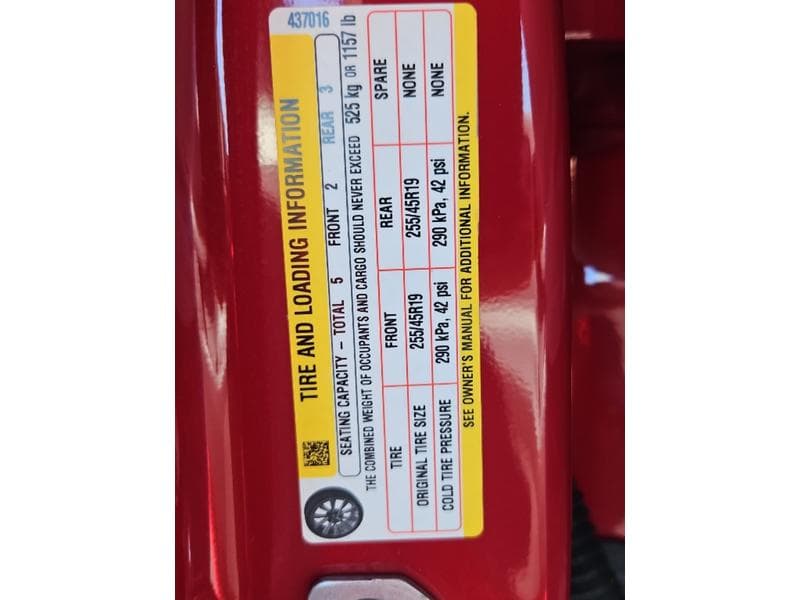 437016
TIRE AND LOADING INFORMATION
SEATING CAPACITY – TOTAL 5 FRONT 2 REAR 3
THE COMBINED WEIGHT OF OCCUPANTS AND CARGO SHOULD NEVER EXCEED 525 kg OR 1157 lb
TIRE FRONT REAR SPARE
ORIGINAL TIRE SIZE 255/45R19 255/45R19 NONE
COLD TIRE PRESSURE 290 kPa, 42 psi 290 kPa, 42 psi NONE
SEE OWNER'S MANUAL FOR ADDITIONAL INFORMATION.